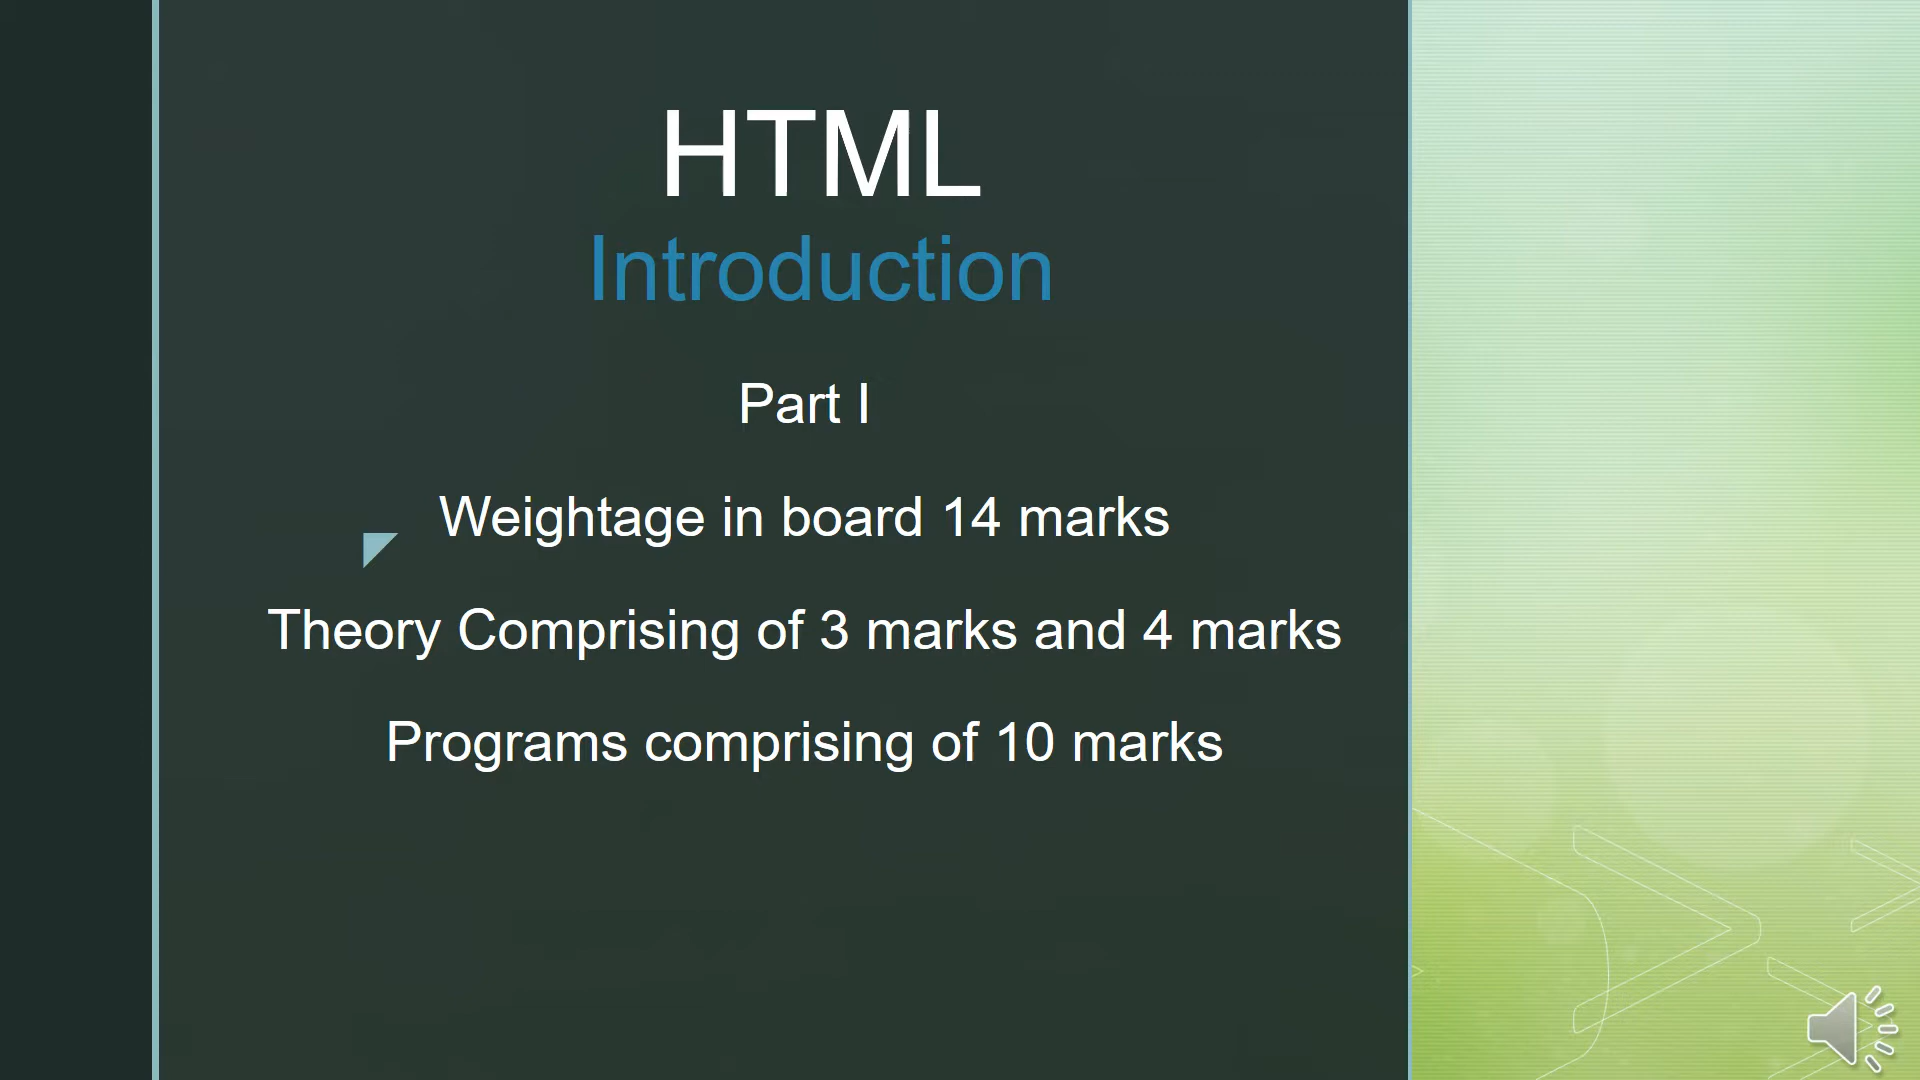 HTML
Introduction
Part I
Weightage in board 14 marks
Theory Comprising of 3 marks and 4 marks
Programs comprising of 10 marks